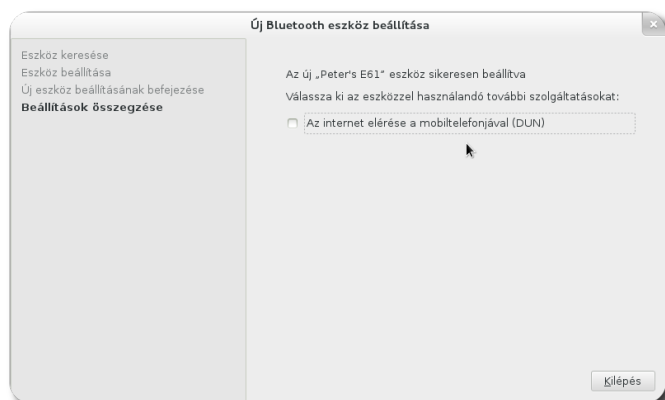 Új Bluetooth eszköz beállítása
Eszköz keresése
Eszköz beállítása
Új eszköz beállításának befejezése
Beállítások összegzése
Az új „Peter's E61” eszköz sikeresen beállítva
Válassza ki az eszközzel használandó további szolgáltatásokat:
Az internet elérése a mobiltelefonjával (DUN)
Kilépés